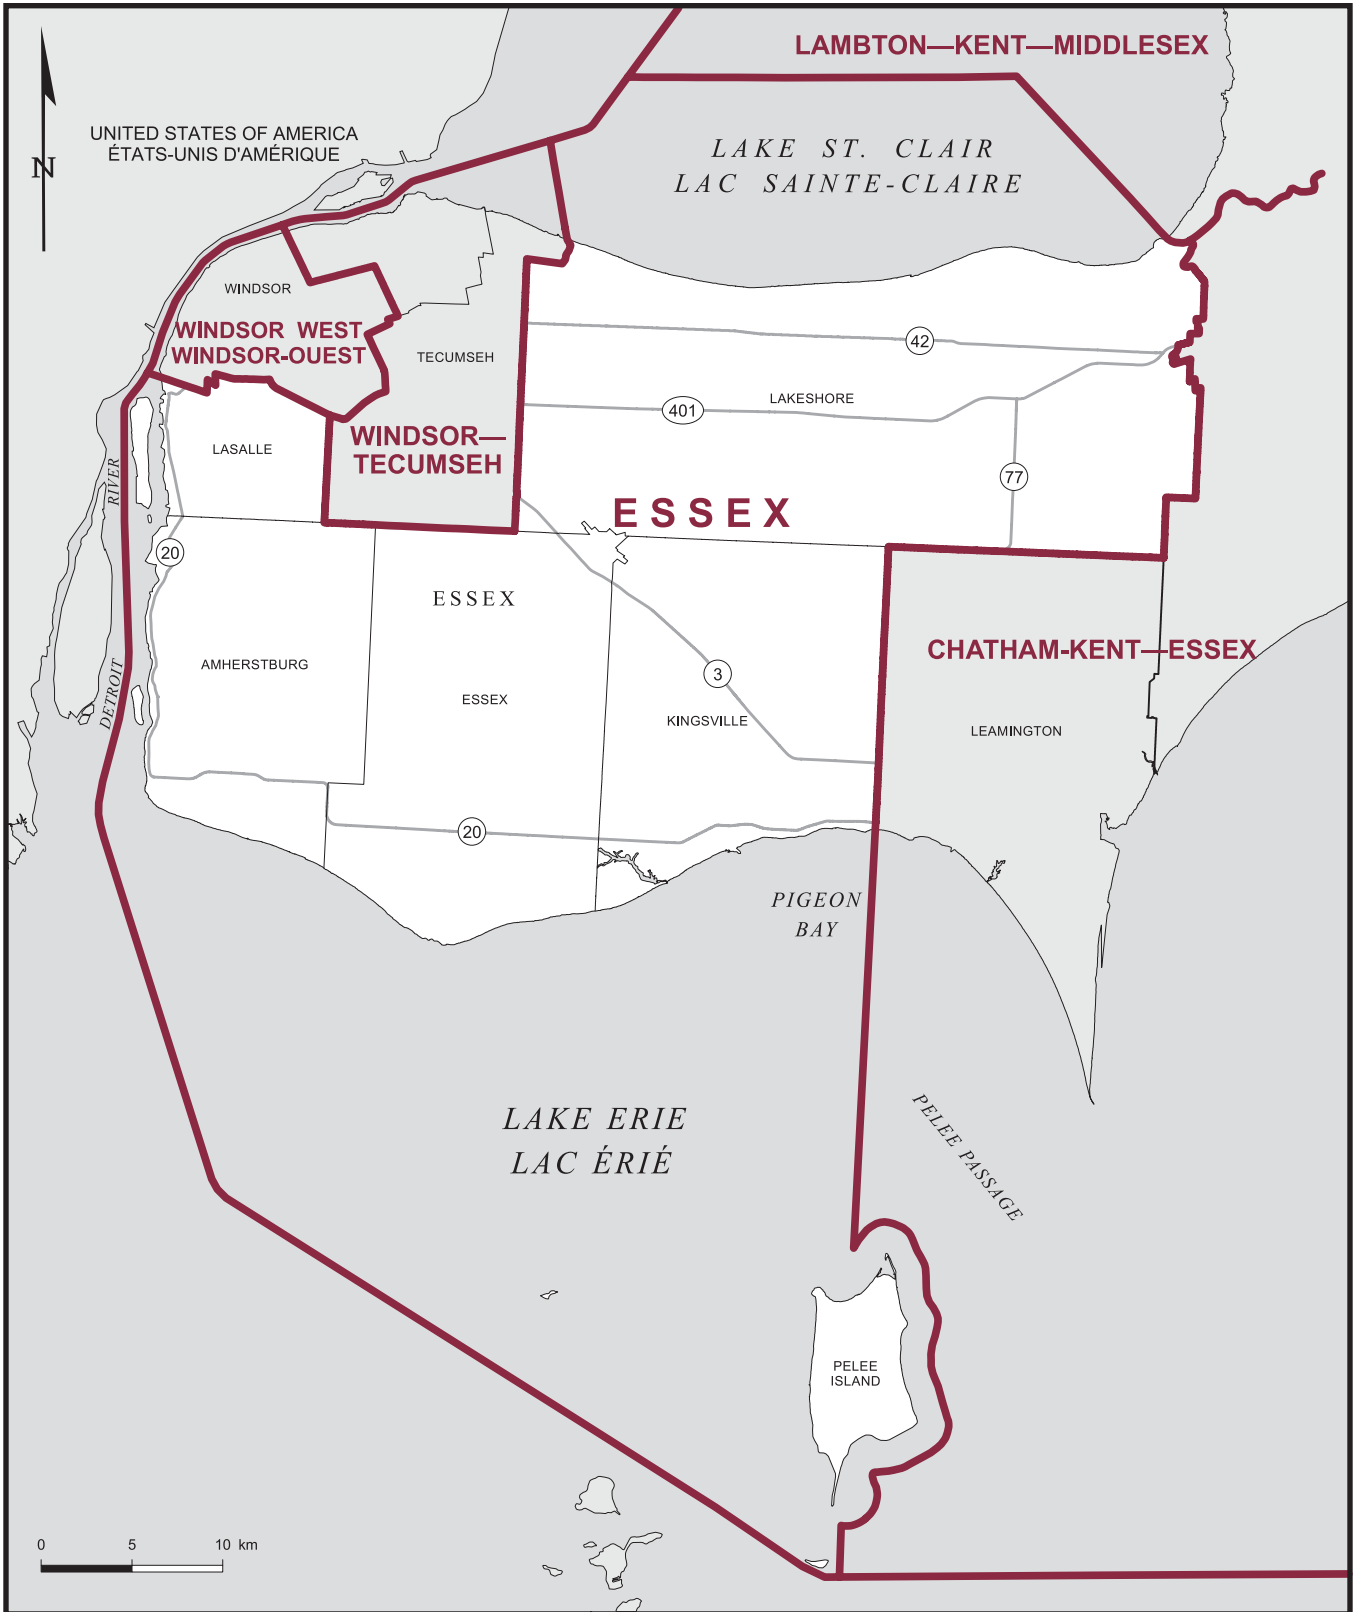 LAMBTON—KENT—MIDDLESEX
UNITED STATES OF AMERICA
ÉTATS-UNIS D'AMÉRIQUE
N
LAKE ST. CLAIR
LAC SAINTE-CLAIRE
WINDSOR
WINDSOR WEST
WINDSOR-OUEST
TECUMSEH
42
LAKESHORE
401
LASALLE
WINDSOR—
TECUMSEH
77
RIVER
ESSEX
20
ESSEX
CHATHAM-KENT—ESSEX
AMHERSTBURG
3
DETROIT
ESSEX
KINGSVILLE
LEAMINGTON
20
PIGEON
BAY
LAKE ERIE
LAC ÉRIÉ
PELEE PASSAGE
PELEE
ISLAND
0 5 10 km